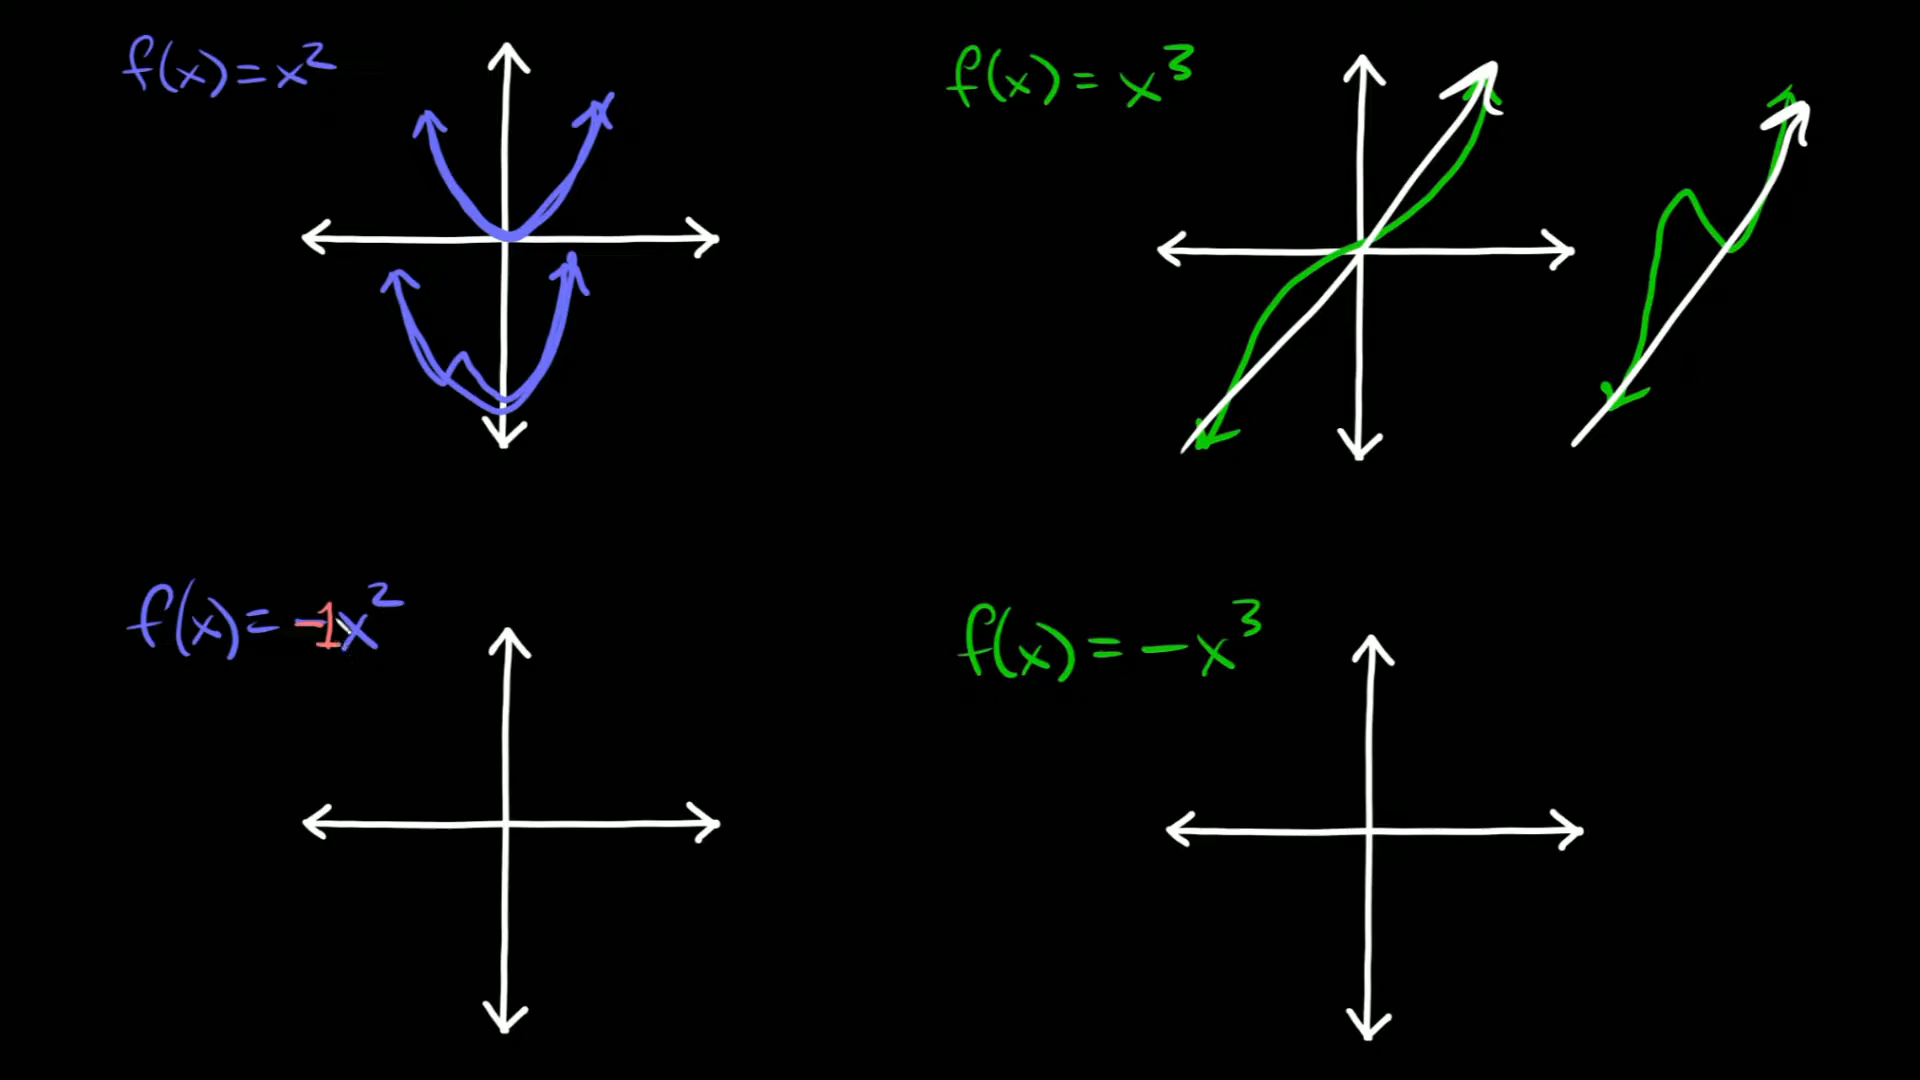 f(x) = x²
f(x) = x³
f(x) = -1x²
f(x) = -x³